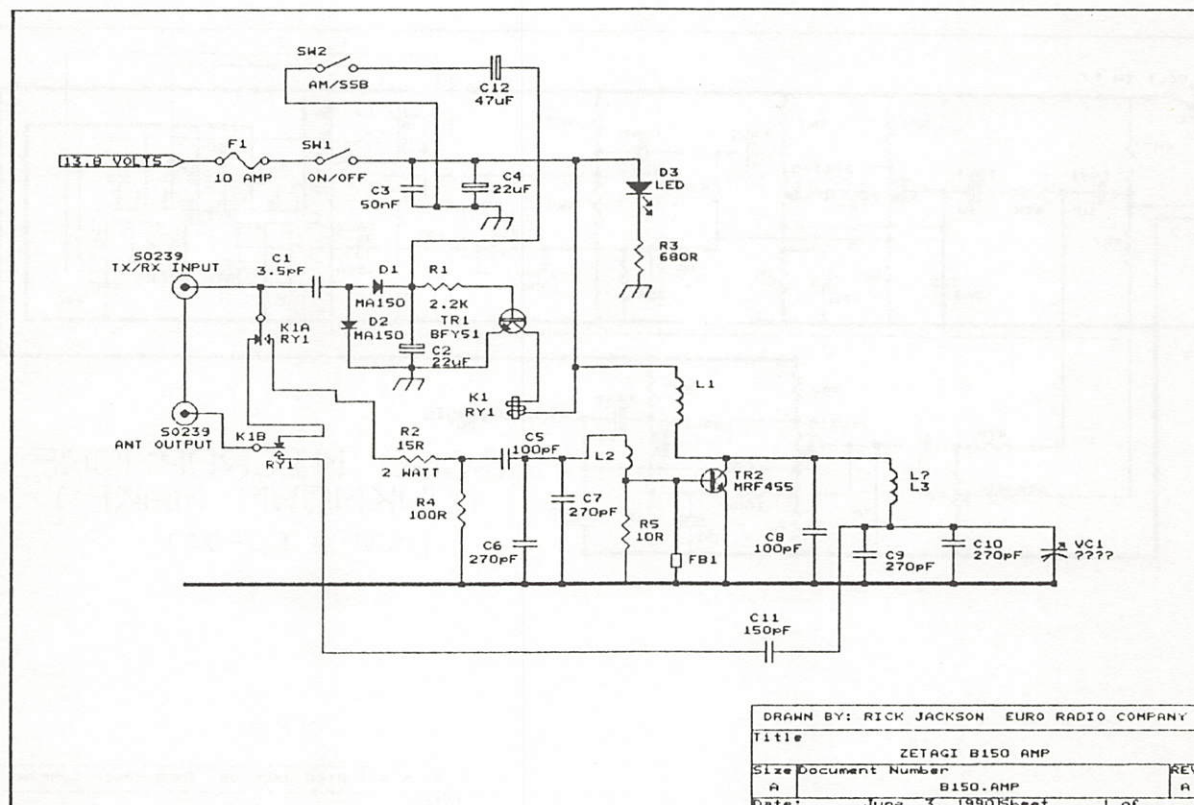 SW2
AM/SSB
C12
47uF
13.8 VOLTS
F1
10 AMP
SW1
ON/OFF
C3
50nF
C4
22uF
D3
LED
R3
680R
SO239
TX/RX INPUT
C1
3.5pF
D1
MA150
R1
2.2K
D2
MA150
TR1
BFY51
K1A
RY1
C2
22uF
K1
RY1
L1
SO239
ANT OUTPUT
K1B
RY1
R2
15R
2 WATT
C5
100pF
L2
TR2
MRF455
L?
L3
R4
100R
C6
270pF
C7
270pF
R5
10R
FB1
C8
100pF
C9
270pF
C10
270pF
VC1
????
C11
150pF
DRAWN BY: RICK JACKSON EURO RADIO COMPANY
Title
ZETAGI B150 AMP
Size Document Number REV
A B150.AMP A
Date: June 3, 1990 Sheet 1 of